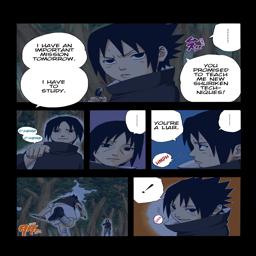 I HAVE AN
IMPORTANT
MISSION
TOMORROW.
I HAVE
TO
STUDY.
YOU
PROMISED
TO TEACH
ME NEW
SHURIKEN
TECH-
NIQUES!
YOU'RE
A LIAR.